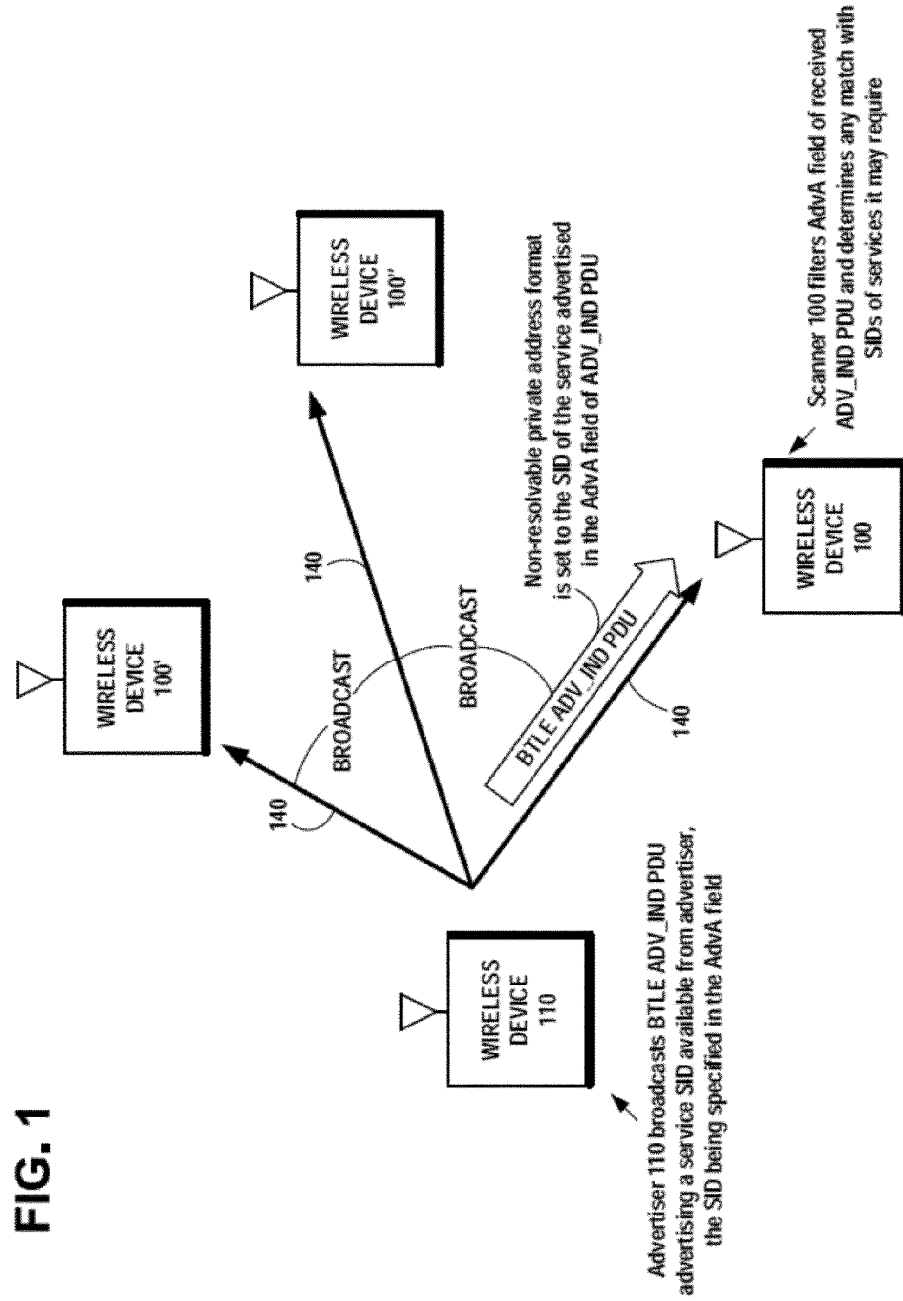 FIG. 1
WIRELESS
DEVICE
100'
WIRELESS
DEVICE
100"
140
140
BROADCAST
BROADCAST
WIRELESS
DEVICE
110
BTLE ADV_IND PDU
140
Non-resolvable private address format
is set to the SID of the service advertised
in the AdvA field of ADV_IND PDU
Advertiser 110 broadcasts BTLE ADV_IND PDU
advertising a service SID available from advertiser,
the SID being specified in the AdvA field
WIRELESS
DEVICE
100
Scanner 100 filters AdvA field of received
ADV_IND PDU and determines any match with
SIDs of services it may require